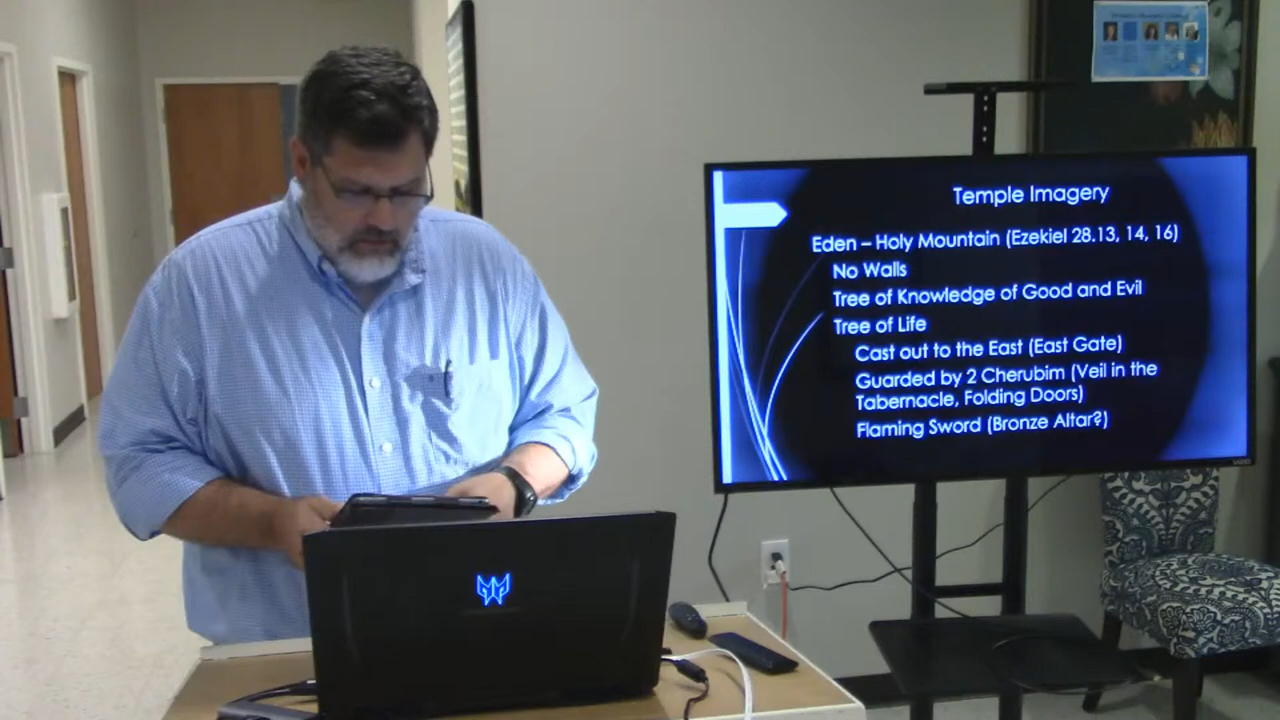 Temple Imagery
Eden – Holy Mountain (Ezekiel 28.13, 14, 16)
No Walls
Tree of Knowledge of Good and Evil
Tree of Life
Cast out to the East (East Gate)
Guarded by 2 Cherubim (Veil in the
Tabernacle, Folding Doors)
Flaming Sword (Bronze Altar?)
VIZIO